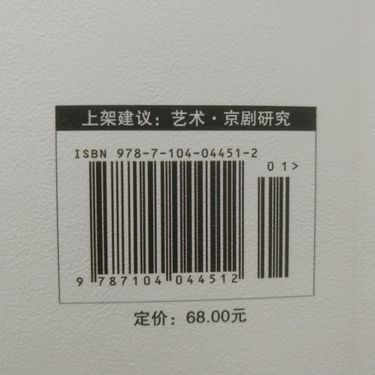 上架建议：艺术·京剧研究
ISBN 978-7-104-04451-2
01>
9 787104 044512
定价：68.00元